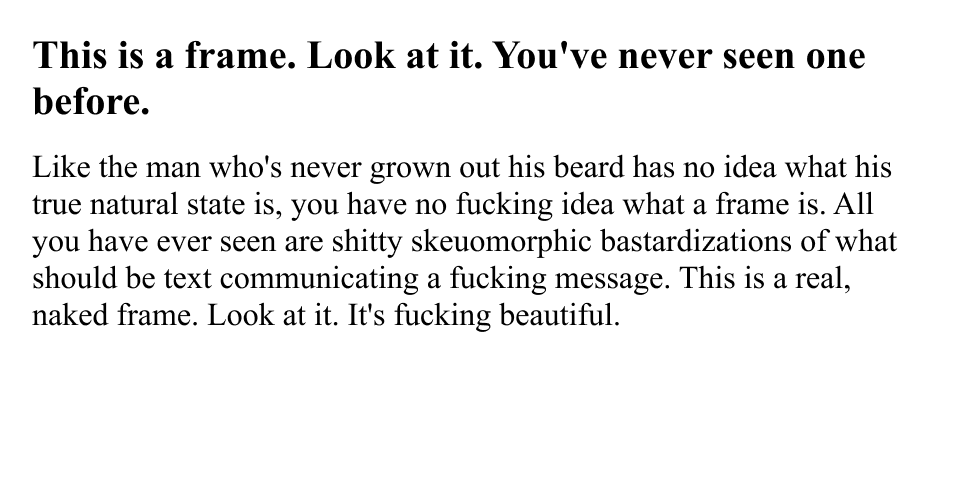 This is a frame. Look at it. You've never seen one
before.
Like the man who's never grown out his beard has no idea what his
true natural state is, you have no fucking idea what a frame is. All
you have ever seen are shitty skeuomorphic bastardizations of what
should be text communicating a fucking message. This is a real,
naked frame. Look at it. It's fucking beautiful.